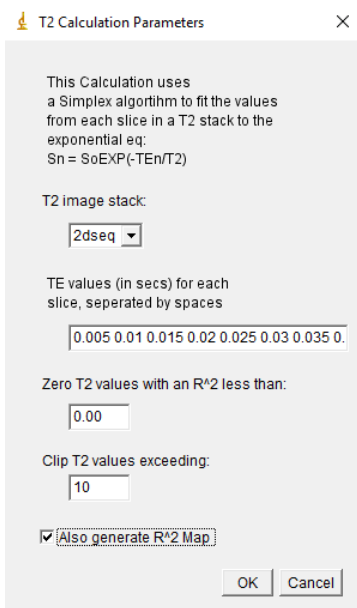 T2 Calculation Parameters
This Calculation uses
a Simplex algortihm to fit the values
from each slice in a T2 stack to the
exponential eq:
Sn = SoEXP(-TEn/T2)
T2 image stack:
2dseq
TE values (in secs) for each
slice, seperated by spaces
0.005 0.01 0.015 0.02 0.025 0.03 0.035 0.
Zero T2 values with an R^2 less than:
0.00
Clip T2 values exceeding:
10
Also generate R^2 Map
OK Cancel